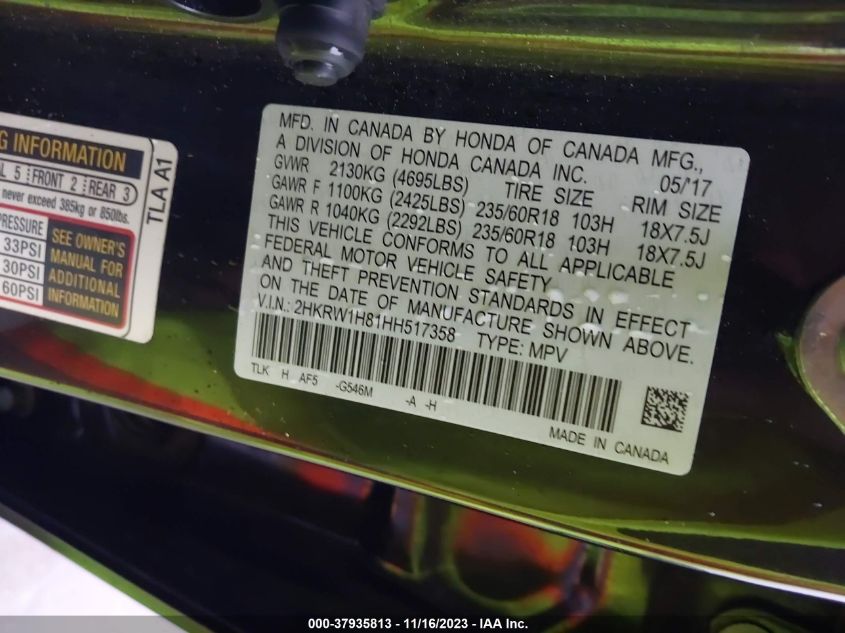 G INFORMATION
L 5 FRONT 2 REAR 3
never exceed 385kg or 850lbs.
PRESSURE
33PSI
30PSI
60PSI
SEE OWNER'S
MANUAL FOR
ADDITIONAL
INFORMATION
TLA A1
MFD. IN CANADA BY HONDA OF CANADA MFG.,
A DIVISION OF HONDA CANADA INC. 05/'17
GVWR 2130KG (4695LBS) TIRE SIZE RIM SIZE
GAWR F 1100KG (2425LBS) 235/60R18 103H 18X7.5J
GAWR R 1040KG (2292LBS) 235/60R18 103H 18X7.5J
THIS VEHICLE CONFORMS TO ALL APPLICABLE
FEDERAL MOTOR VEHICLE SAFETY
AND THEFT PREVENTION STANDARDS IN EFFECT
ON THE DATE OF MANUFACTURE SHOWN ABOVE.
V.I.N.: 2HKRW1H81HH517358 TYPE: MPV
TLK H AF5 -G546M -A -H
MADE IN CANADA
000-37935813 - 11/16/2023 - IAA Inc.